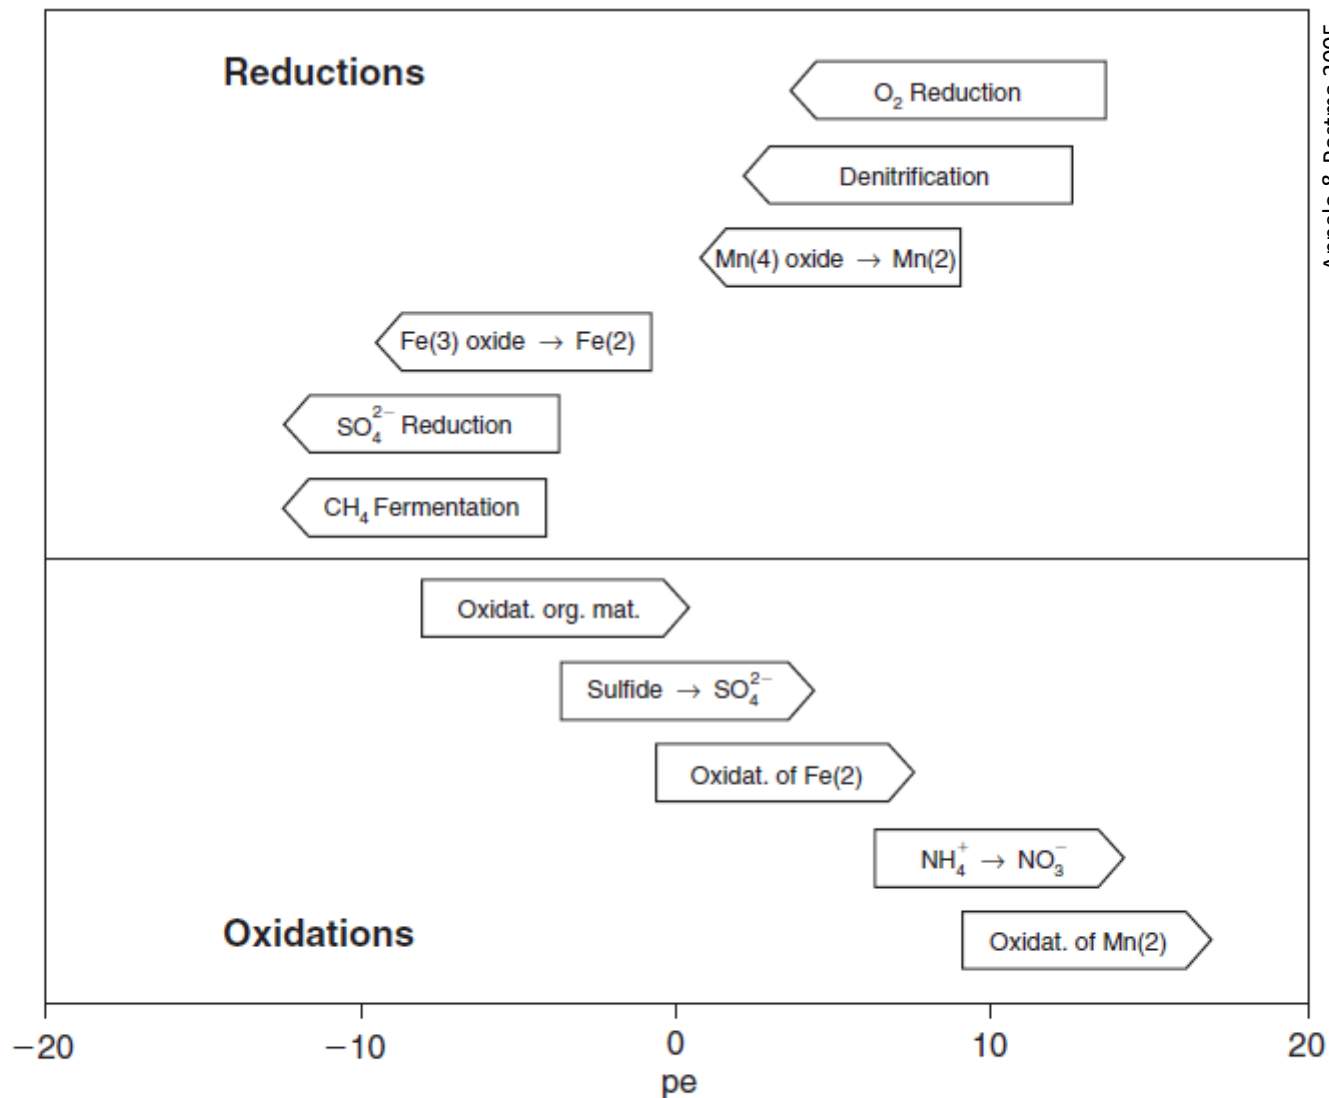 Reductions
O₂ Reduction
Denitrification
Mn(4) oxide → Mn(2)
Fe(3) oxide → Fe(2)
SO₄²⁻ Reduction
CH₄ Fermentation
Oxidat. org. mat.
Sulfide → SO₄²⁻
Oxidat. of Fe(2)
NH₄⁺ → NO₃⁻
Oxidat. of Mn(2)
Oxidations
−20 −10 0 10 20
pe
&